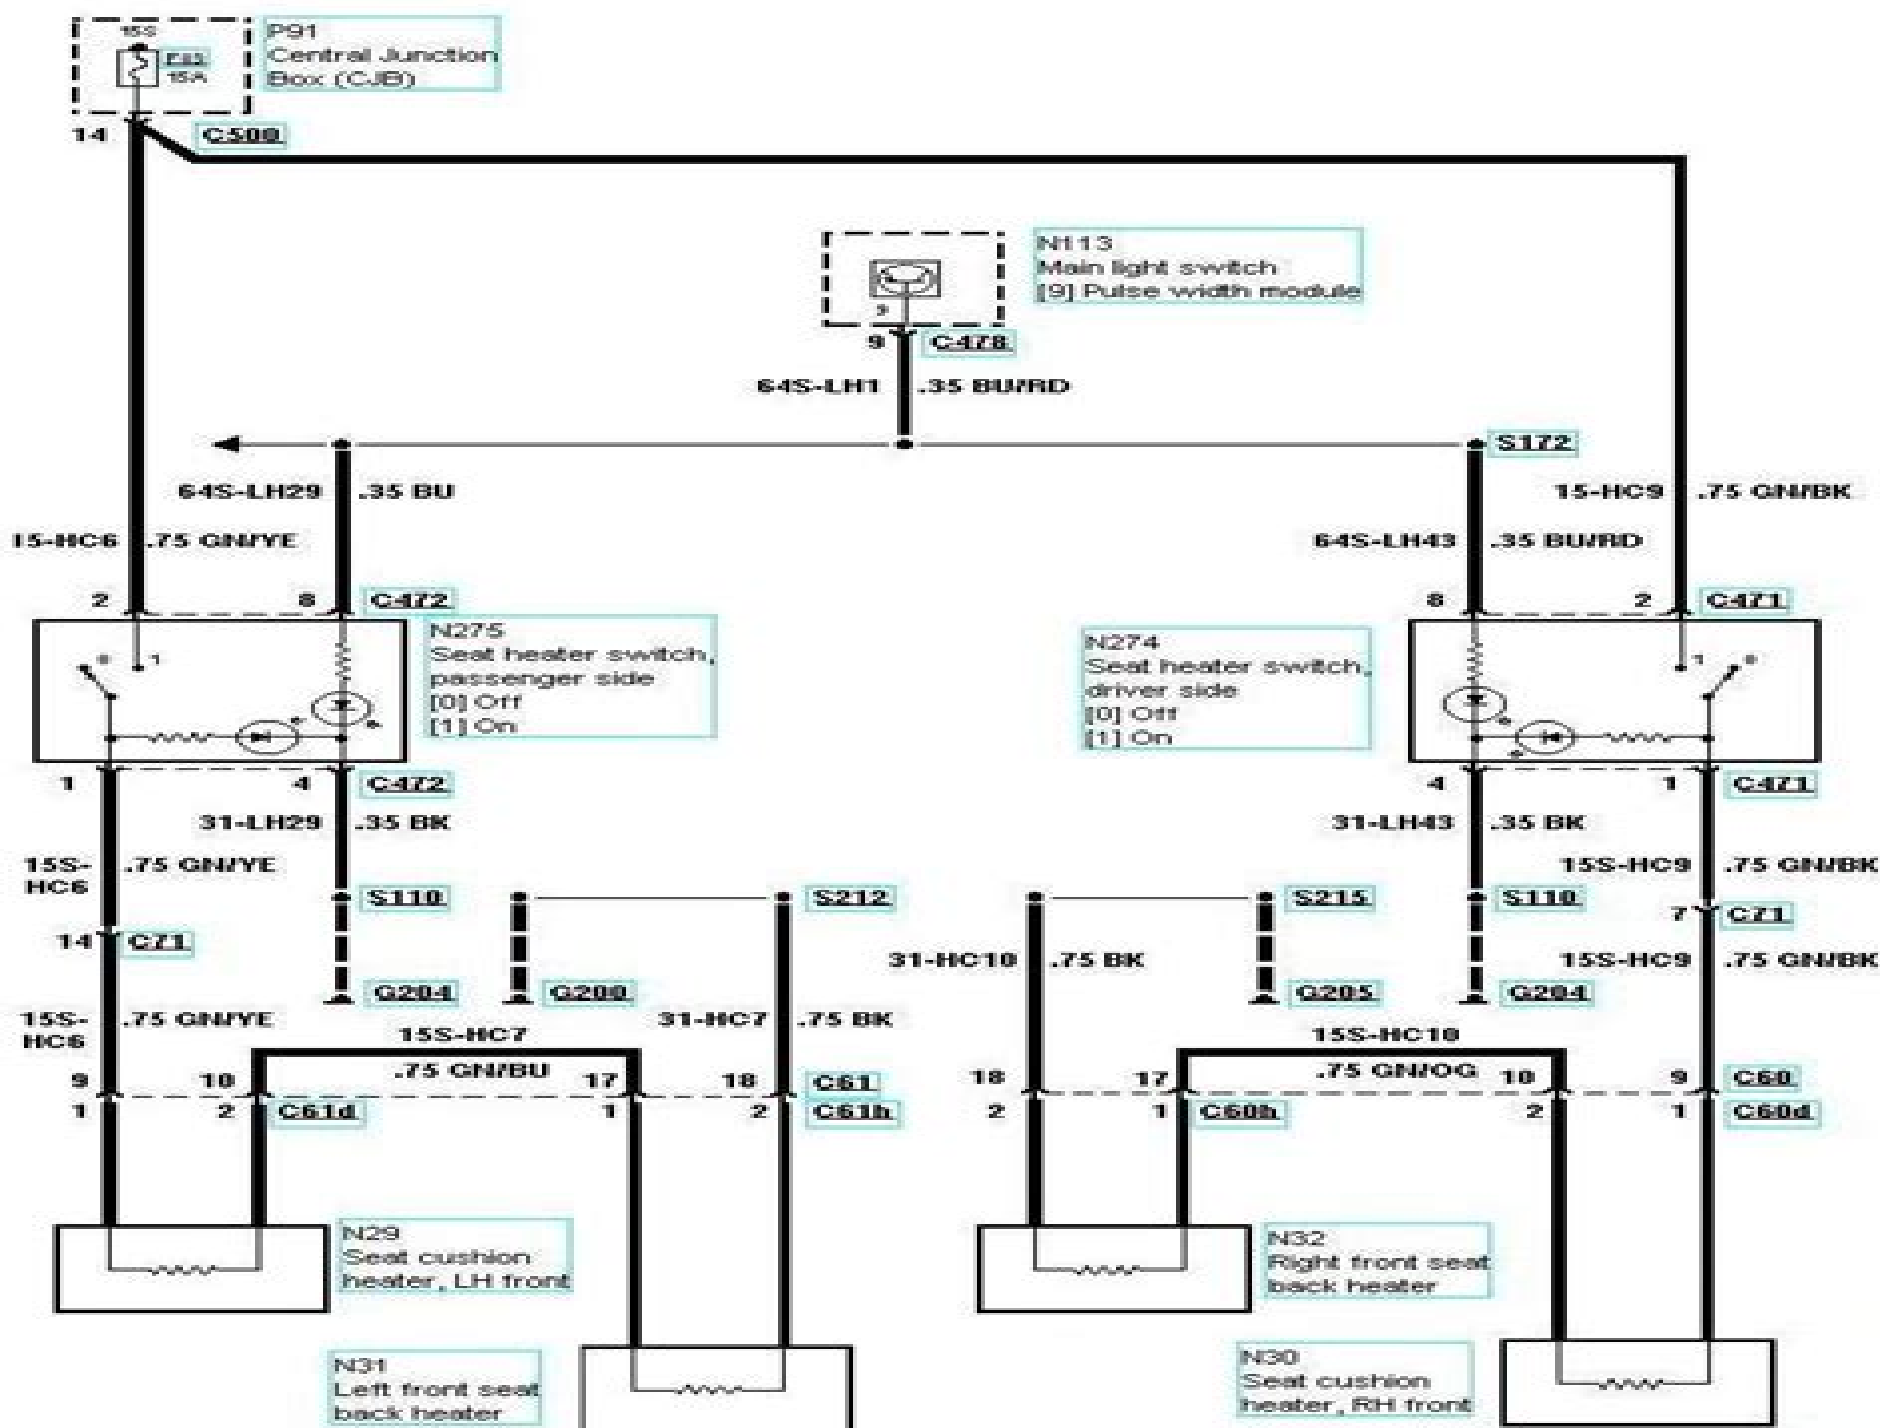 15S
P91
Central Junction
Box (CJB)
15A
14
C500
N113
Main light switch
[9] Pulse width module
9
C478
64S-LH1 .35 BU/RD
S172
64S-LH29 .35 BU
15-HC9 .75 GN/BK
15-HC6 .75 GN/YE
64S-LH43 .35 BU/RD
2
8
C472
8
2
C471
N275
Seat heater switch,
passenger side
[0] Off
[1] On
N274
Seat heater switch,
driver side
[0] Off
[1] On
0 1
1 0
1
4
C472
4
1
C471
31-LH29 .35 BK
31-LH43 .35 BK
15S-
HC6
.75 GN/YE
15S-HC9 .75 GN/BK
S110
S212
S215
S110
14 C71
7 C71
31-HC10 .75 BK
15S-HC9 .75 GN/BK
G204
G200
G205
G204
15S-
HC6
.75 GN/YE
15S-HC7
31-HC7 .75 BK
15S-HC10
.75 GN/BU
.75 GN/OG
9
10
17
18
C61
18
17
10
9
C60
1
2
C61d
1
2
C61h
2
1
C60h
2
1
C60d
N29
Seat cushion
heater, LH front
N32
Right front seat
back heater
N31
Left front seat
back heater
N30
Seat cushion
heater, RH front